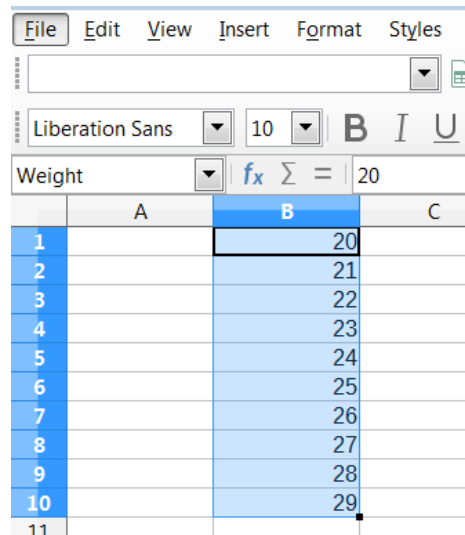 File Edit View Insert Format Styles
Liberation Sans 10 B I U
Weight fx Σ = 20
A B C
1 20
2 21
3 22
4 23
5 24
6 25
7 26
8 27
9 28
10 29
11